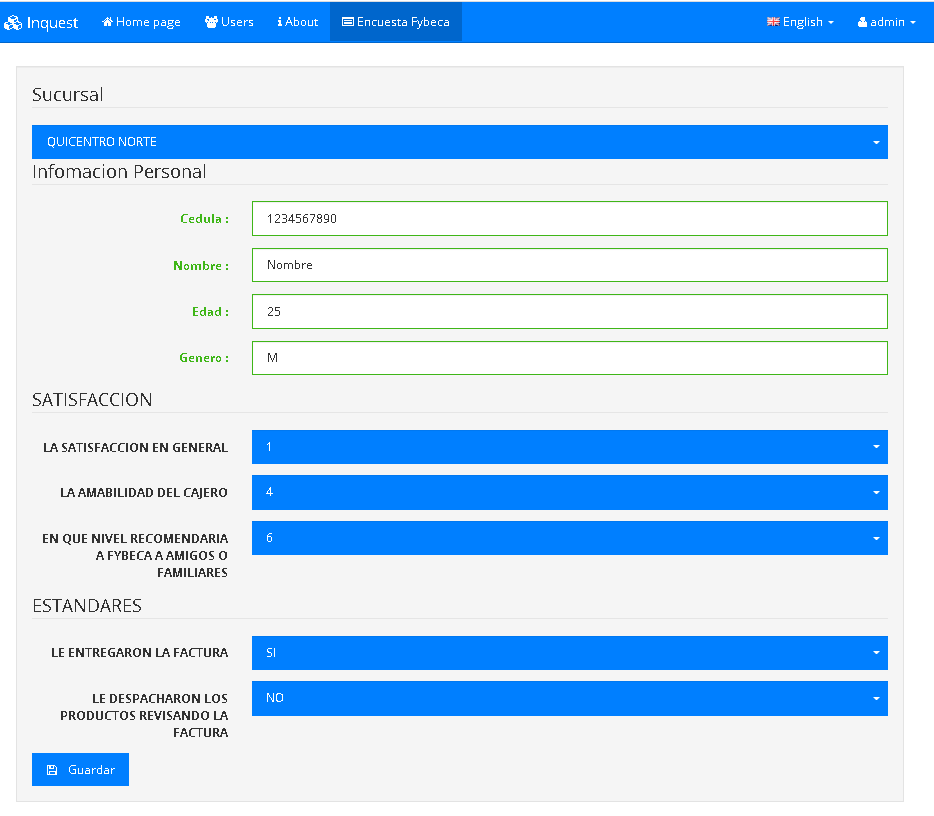 Inquest Home page Users About Encuesta Fybeca English admin
Sucursal
QUICENTRO NORTE
Infomacion Personal
Cedula : 1234567890
Nombre : Nombre
Edad : 25
Genero : M
SATISFACCION
LA SATISFACCION EN GENERAL 1
LA AMABILIDAD DEL CAJERO 4
EN QUE NIVEL RECOMENDARIA 6
A FYBECA A AMIGOS O
FAMILIARES
ESTANDARES
LE ENTREGARON LA FACTURA SI
LE DESPACHARON LOS NO
PRODUCTOS REVISANDO LA
FACTURA
Guardar